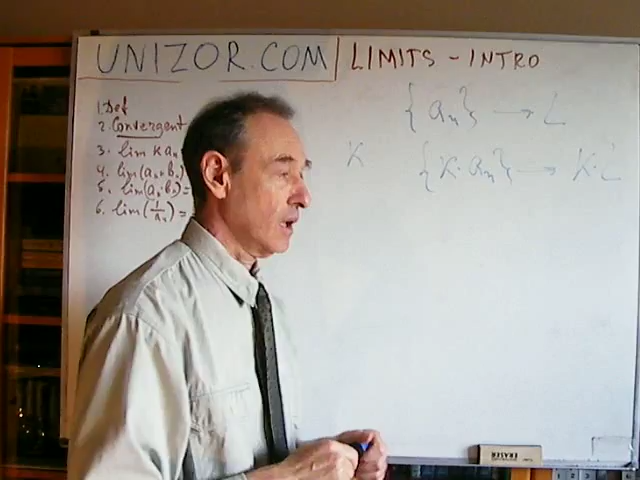 UNIZOR.COM | LIMITS - INTRO
1. Def
2. Convergent
3. lim K aₙ
4. lim(aₙ+bₙ)
5. lim(aₙ·bₙ)=
6. lim(1/aₙ)=
{aₙ} → L
K {K·aₙ} → K·L
ERASER